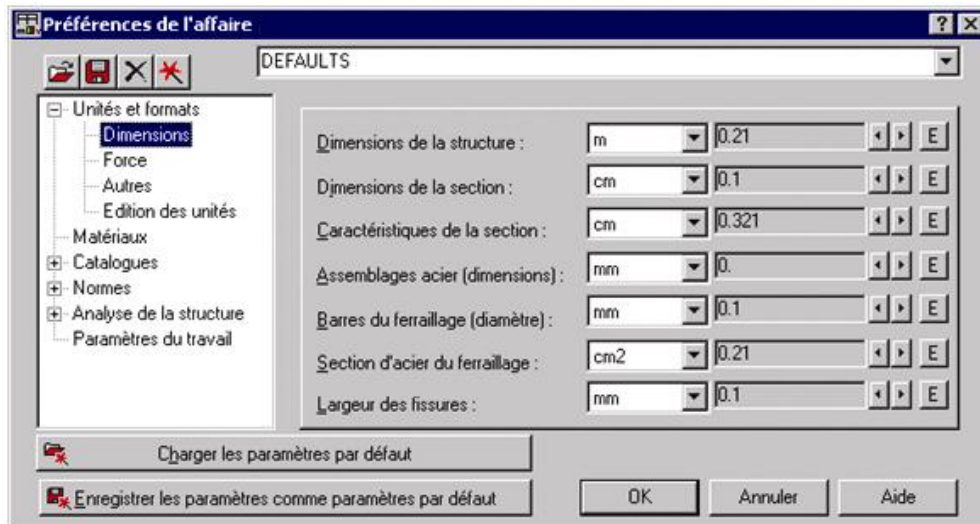 Préférences de l'affaire
DEFAULTS
Unités et formats
Dimensions
Force
Autres
Edition des unités
Matériaux
Catalogues
Normes
Analyse de la structure
Paramètres du travail
Dimensions de la structure : m 0.21 E
Dimensions de la section : cm 0.1 E
Caractéristiques de la section : cm 0.321 E
Assemblages acier (dimensions) : mm 0. E
Barres du ferraillage (diamètre) : mm 0.1 E
Section d'acier du ferraillage : cm2 0.21 E
Largeur des fissures : mm 0.1 E
Charger les paramètres par défaut
Enregistrer les paramètres comme paramètres par défaut
OK Annuler Aide